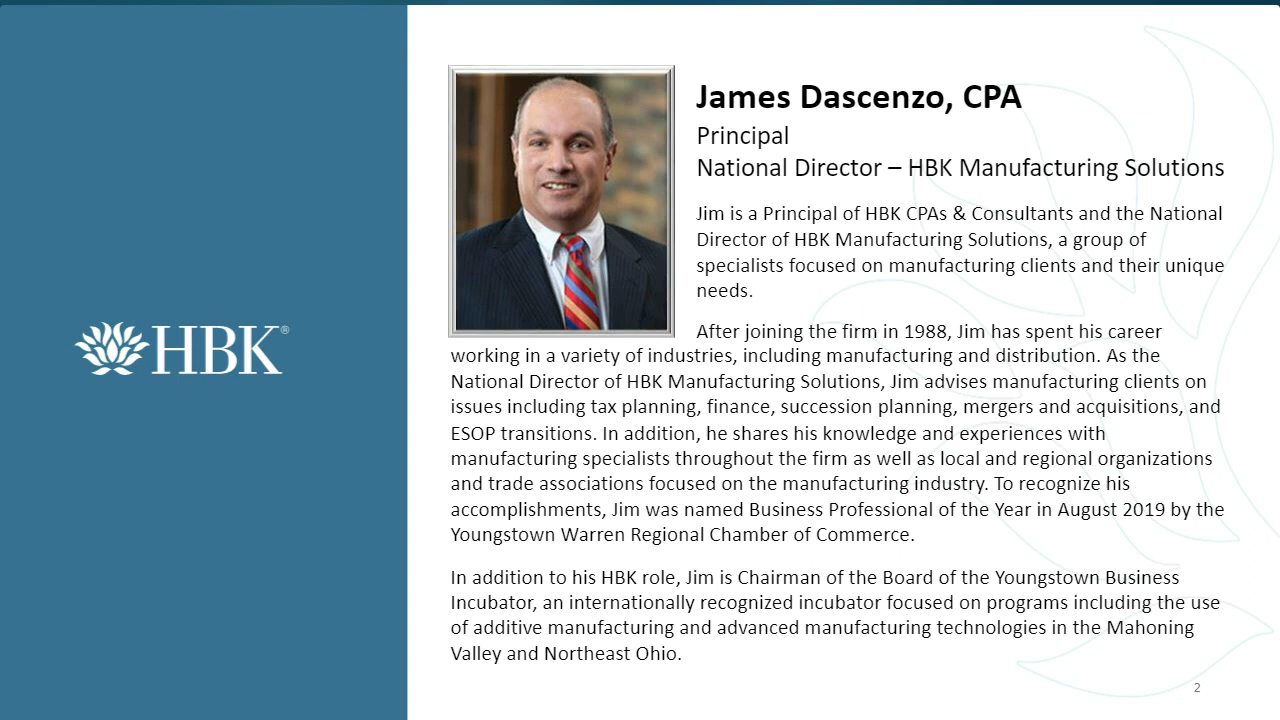 James Dascenzo, CPA
Principal
National Director – HBK Manufacturing Solutions
Jim is a Principal of HBK CPAs & Consultants and the National
Director of HBK Manufacturing Solutions, a group of
specialists focused on manufacturing clients and their unique
needs.
After joining the firm in 1988, Jim has spent his career
working in a variety of industries, including manufacturing and distribution. As the
National Director of HBK Manufacturing Solutions, Jim advises manufacturing clients on
issues including tax planning, finance, succession planning, mergers and acquisitions, and
ESOP transitions. In addition, he shares his knowledge and experiences with
manufacturing specialists throughout the firm as well as local and regional organizations
and trade associations focused on the manufacturing industry. To recognize his
accomplishments, Jim was named Business Professional of the Year in August 2019 by the
Youngstown Warren Regional Chamber of Commerce.
In addition to his HBK role, Jim is Chairman of the Board of the Youngstown Business
Incubator, an internationally recognized incubator focused on programs including the use
of additive manufacturing and advanced manufacturing technologies in the Mahoning
Valley and Northeast Ohio.
HBK®
2